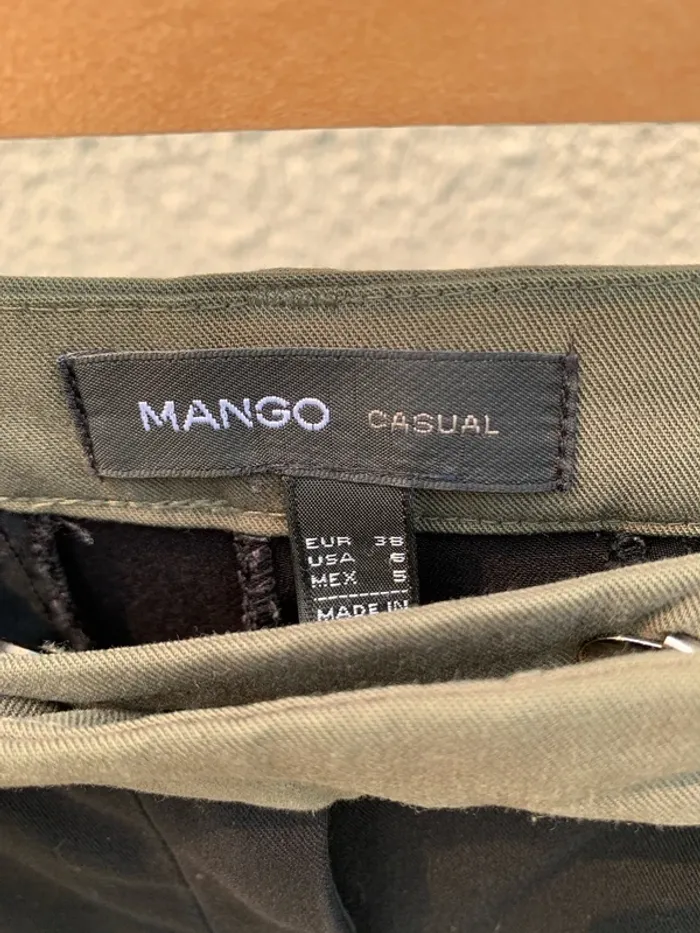 MANGO CASUAL
EUR 38
USA 6
MEX 5
MADE IN